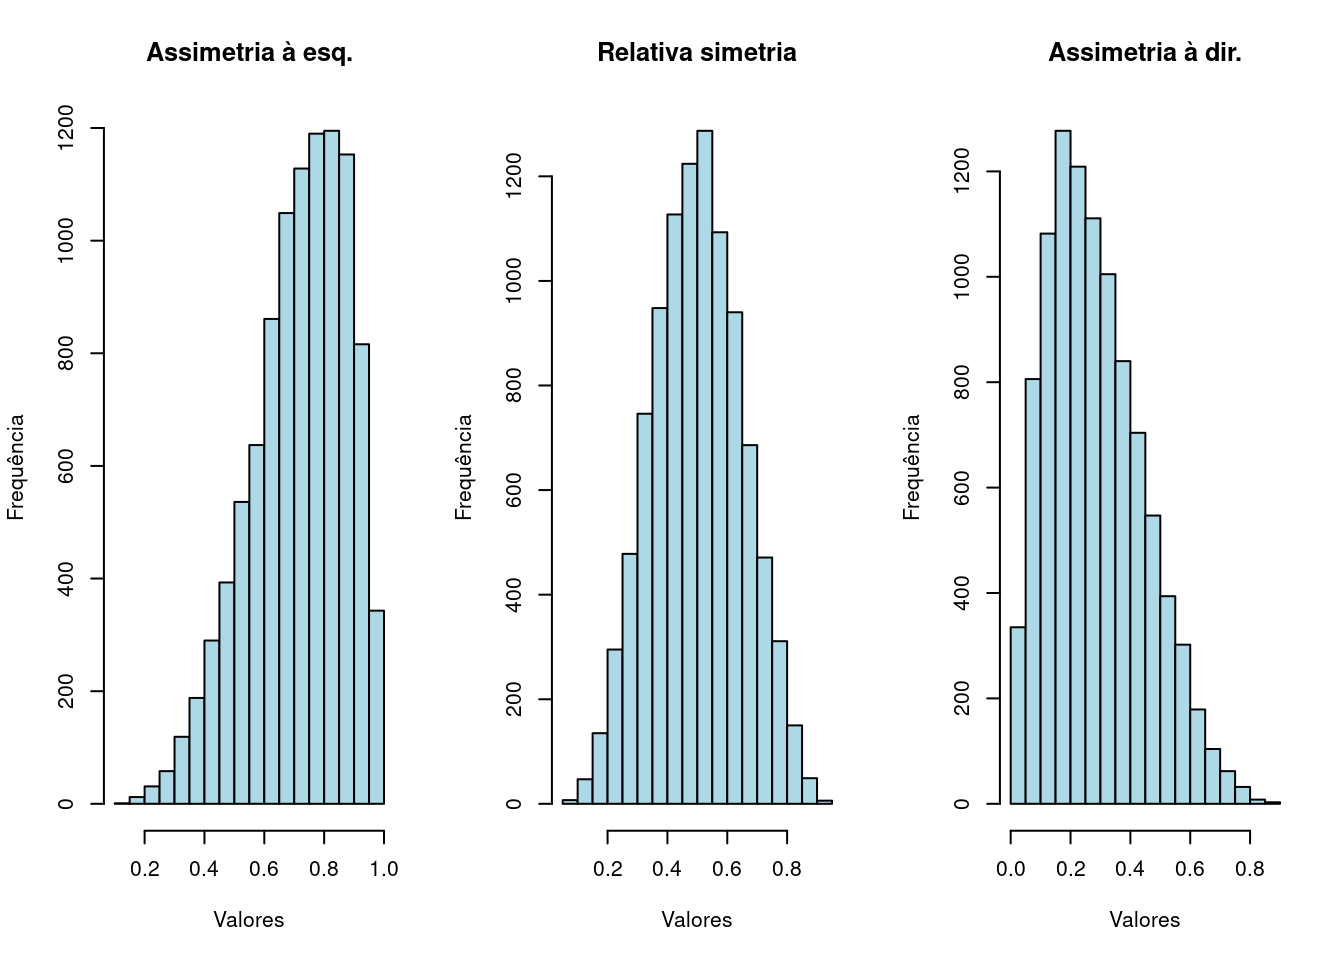 Assimetria à esq.
Frequência
0
200
400
600
800
1000
1200
0.2 0.4 0.6 0.8 1.0
Valores
Relativa simetria
Frequência
0
200
400
600
800
1000
1200
0.2 0.4 0.6 0.8
Valores
Assimetria à dir.
Frequência
0
200
400
600
800
1000
1200
0.0 0.2 0.4 0.6 0.8
Valores